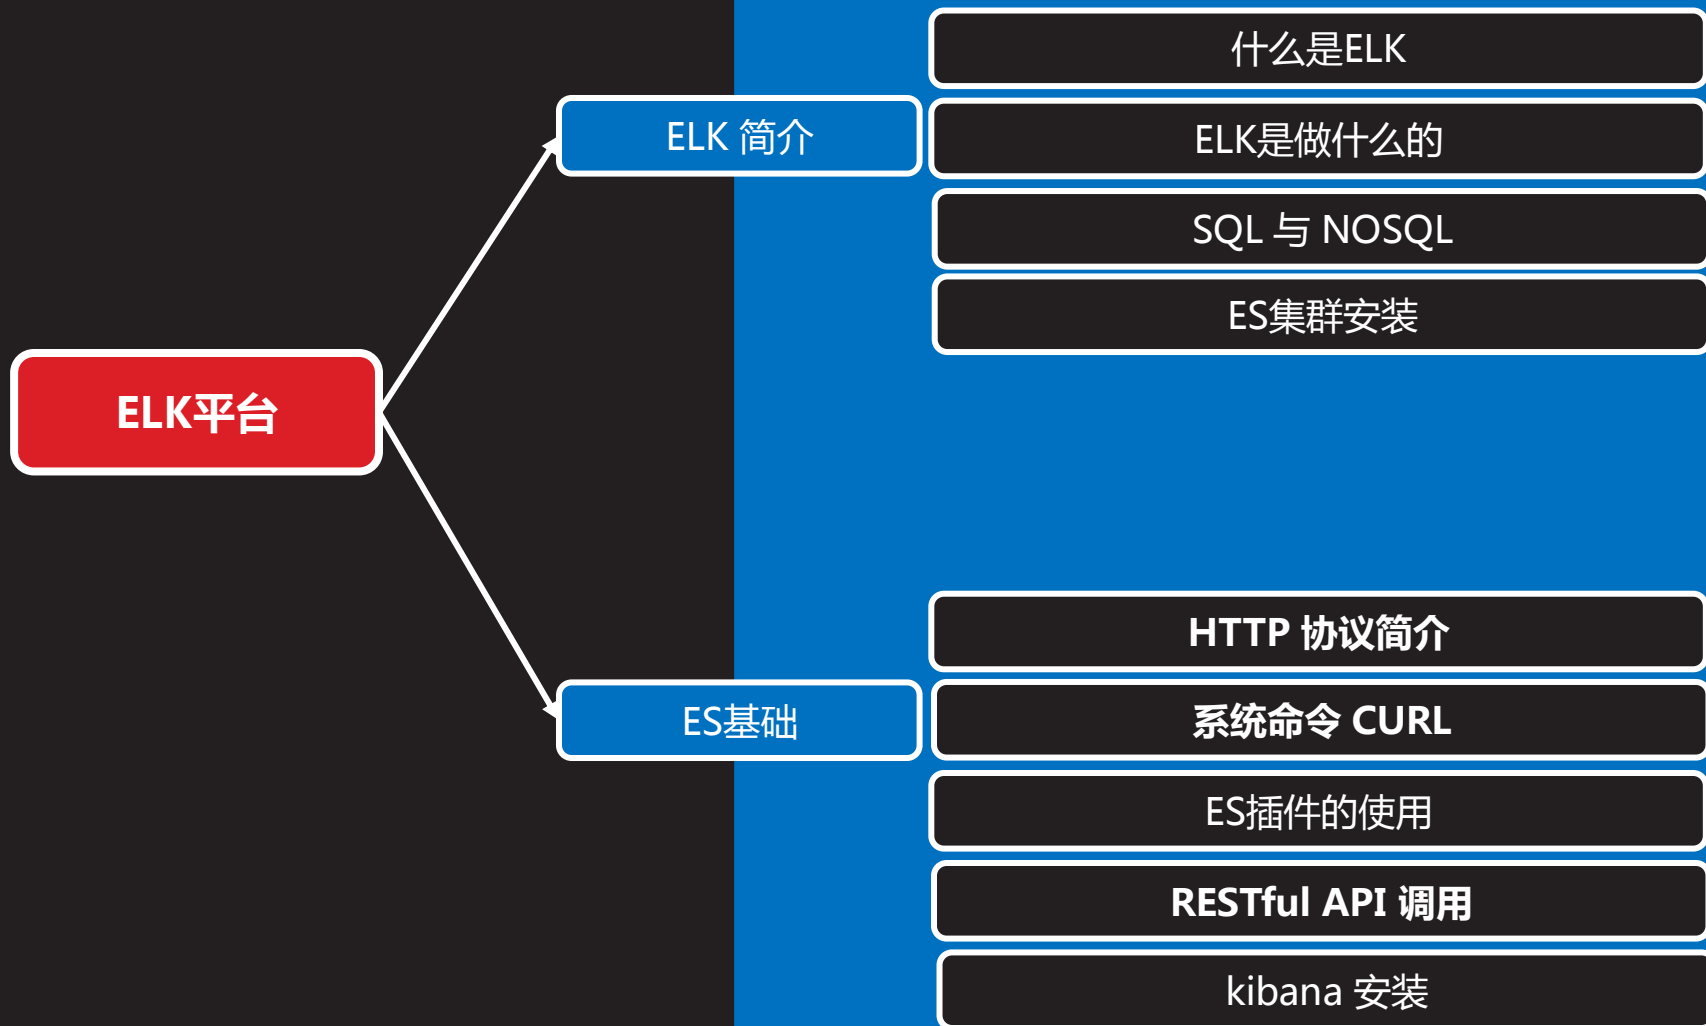 ELK平台
ELK 简介
什么是ELK
ELK是做什么的
SQL 与 NOSQL
ES集群安装
ES基础
HTTP 协议简介
系统命令 CURL
ES插件的使用
RESTful API 调用
kibana 安装